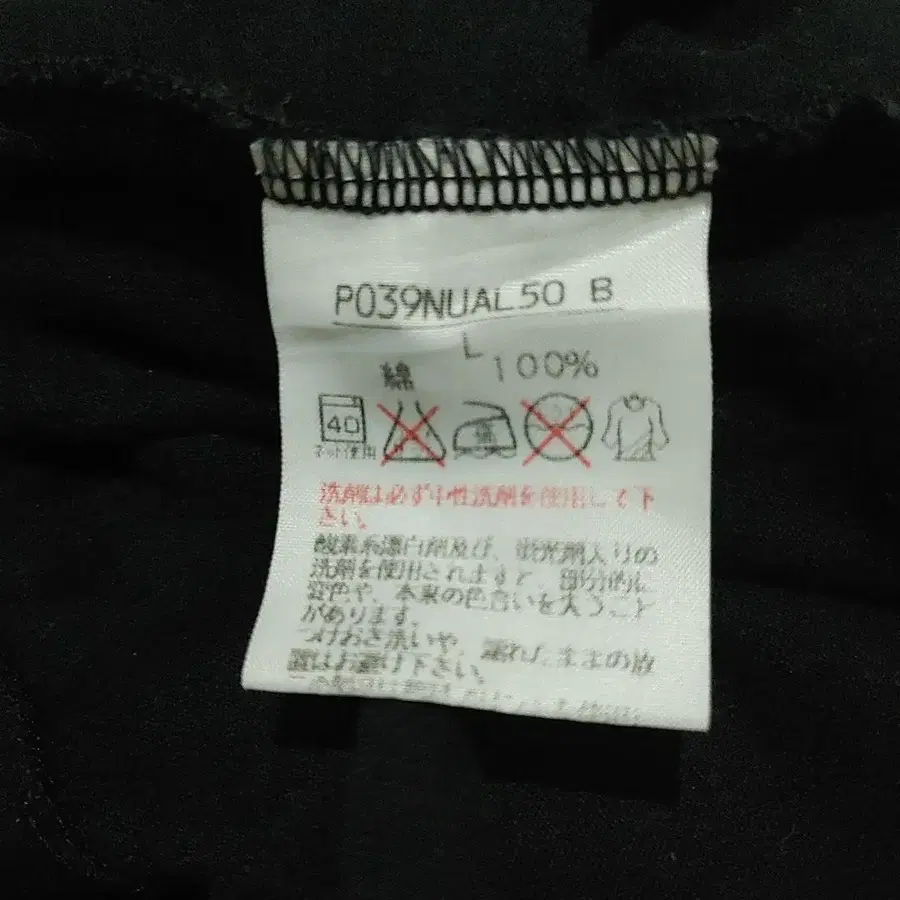 P039NUAL50 B
L
綿 100%
40
ネット使用
洗剤は必ず中性洗剤を使用して下
さい。
酸素系漂白剤及び、蛍光剤入りの
洗剤を使用されますと、部分的に
変色や、本来の色合いを失うこと
があります。
つけおき洗いや、濡れたままの放
置はお避け下さい。